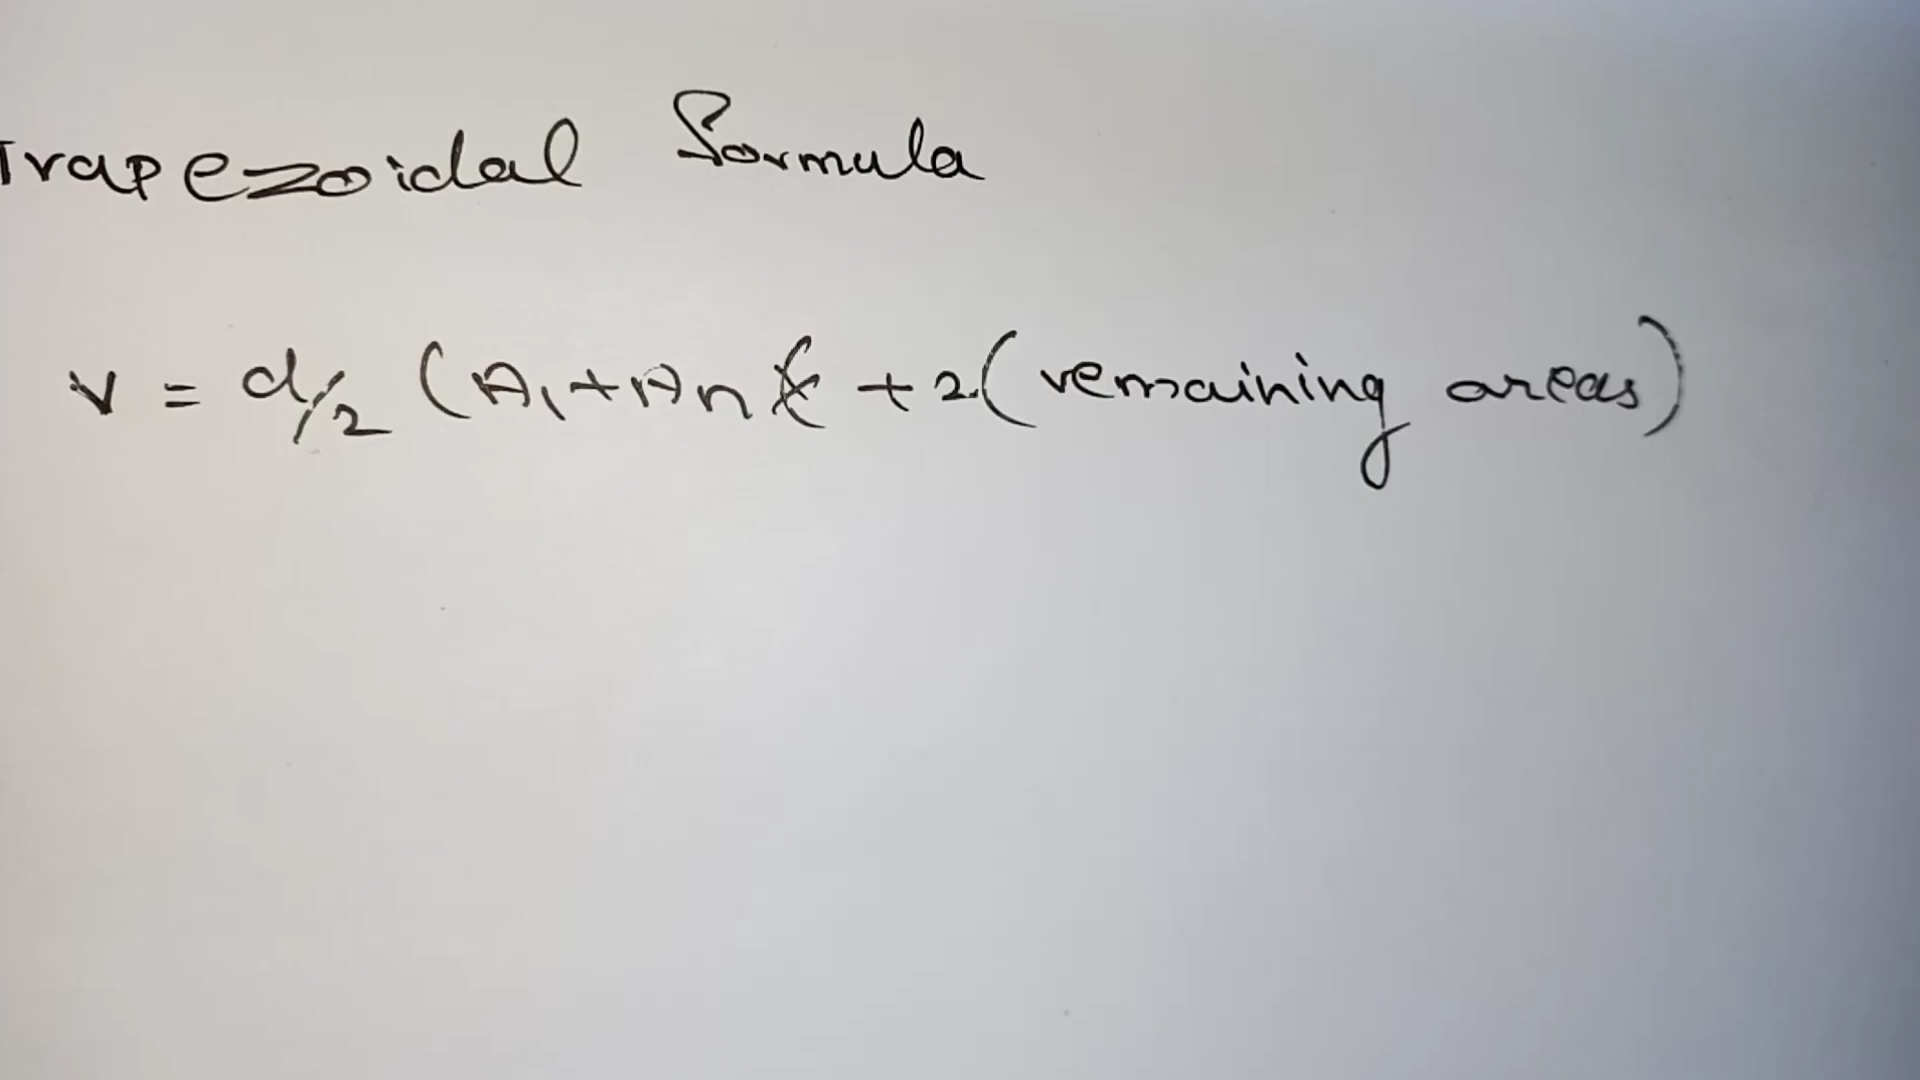 Trapezoidal formula
V = d/2 (A1+An + 2(remaining areas)